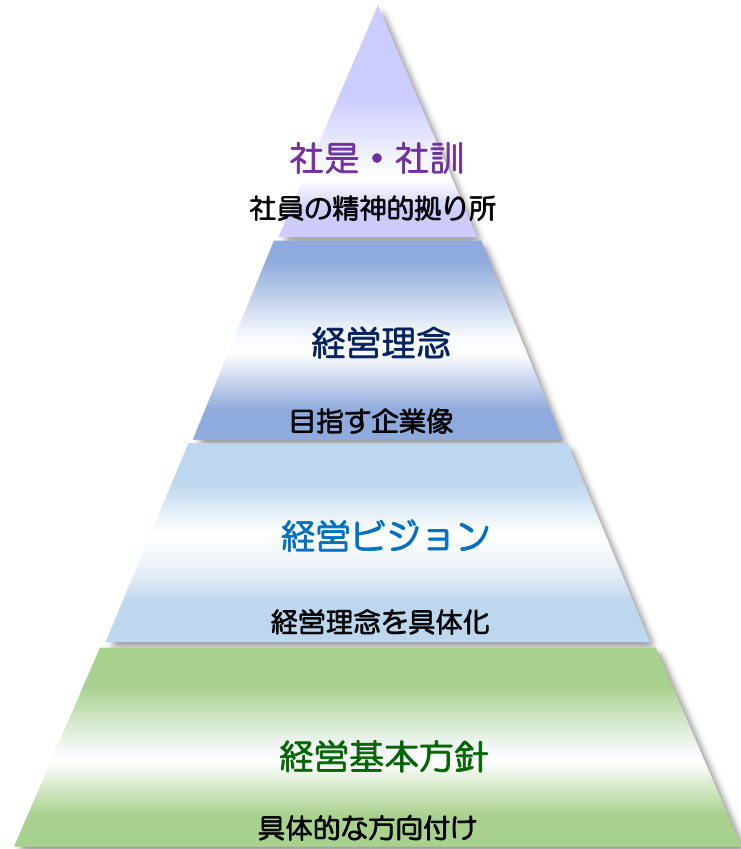 社是・社訓
社員の精神的拠り所
経営理念
目指す企業像
経営ビジョン
経営理念を具体化
経営基本方針
具体的な方向付け